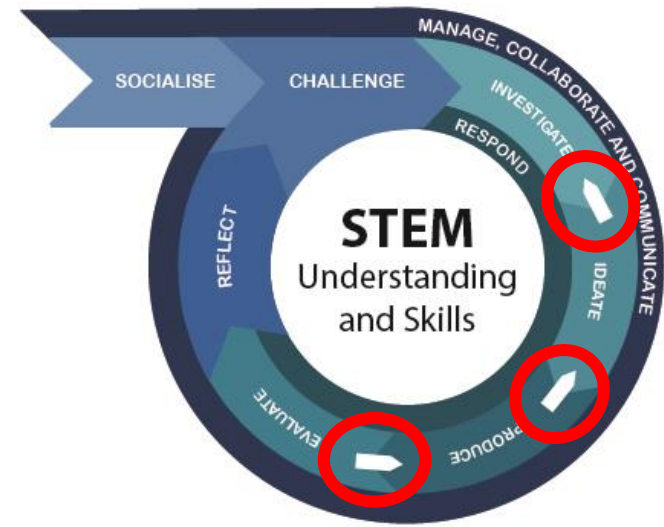 SOCIALISE
CHALLENGE
MANAGE, COLLABORATE AND COMMUNICATE
INVESTIGATE
RESPOND
IDEATE
PRODUCE
EVALUATE
REFLECT
STEM
Understanding
and Skills